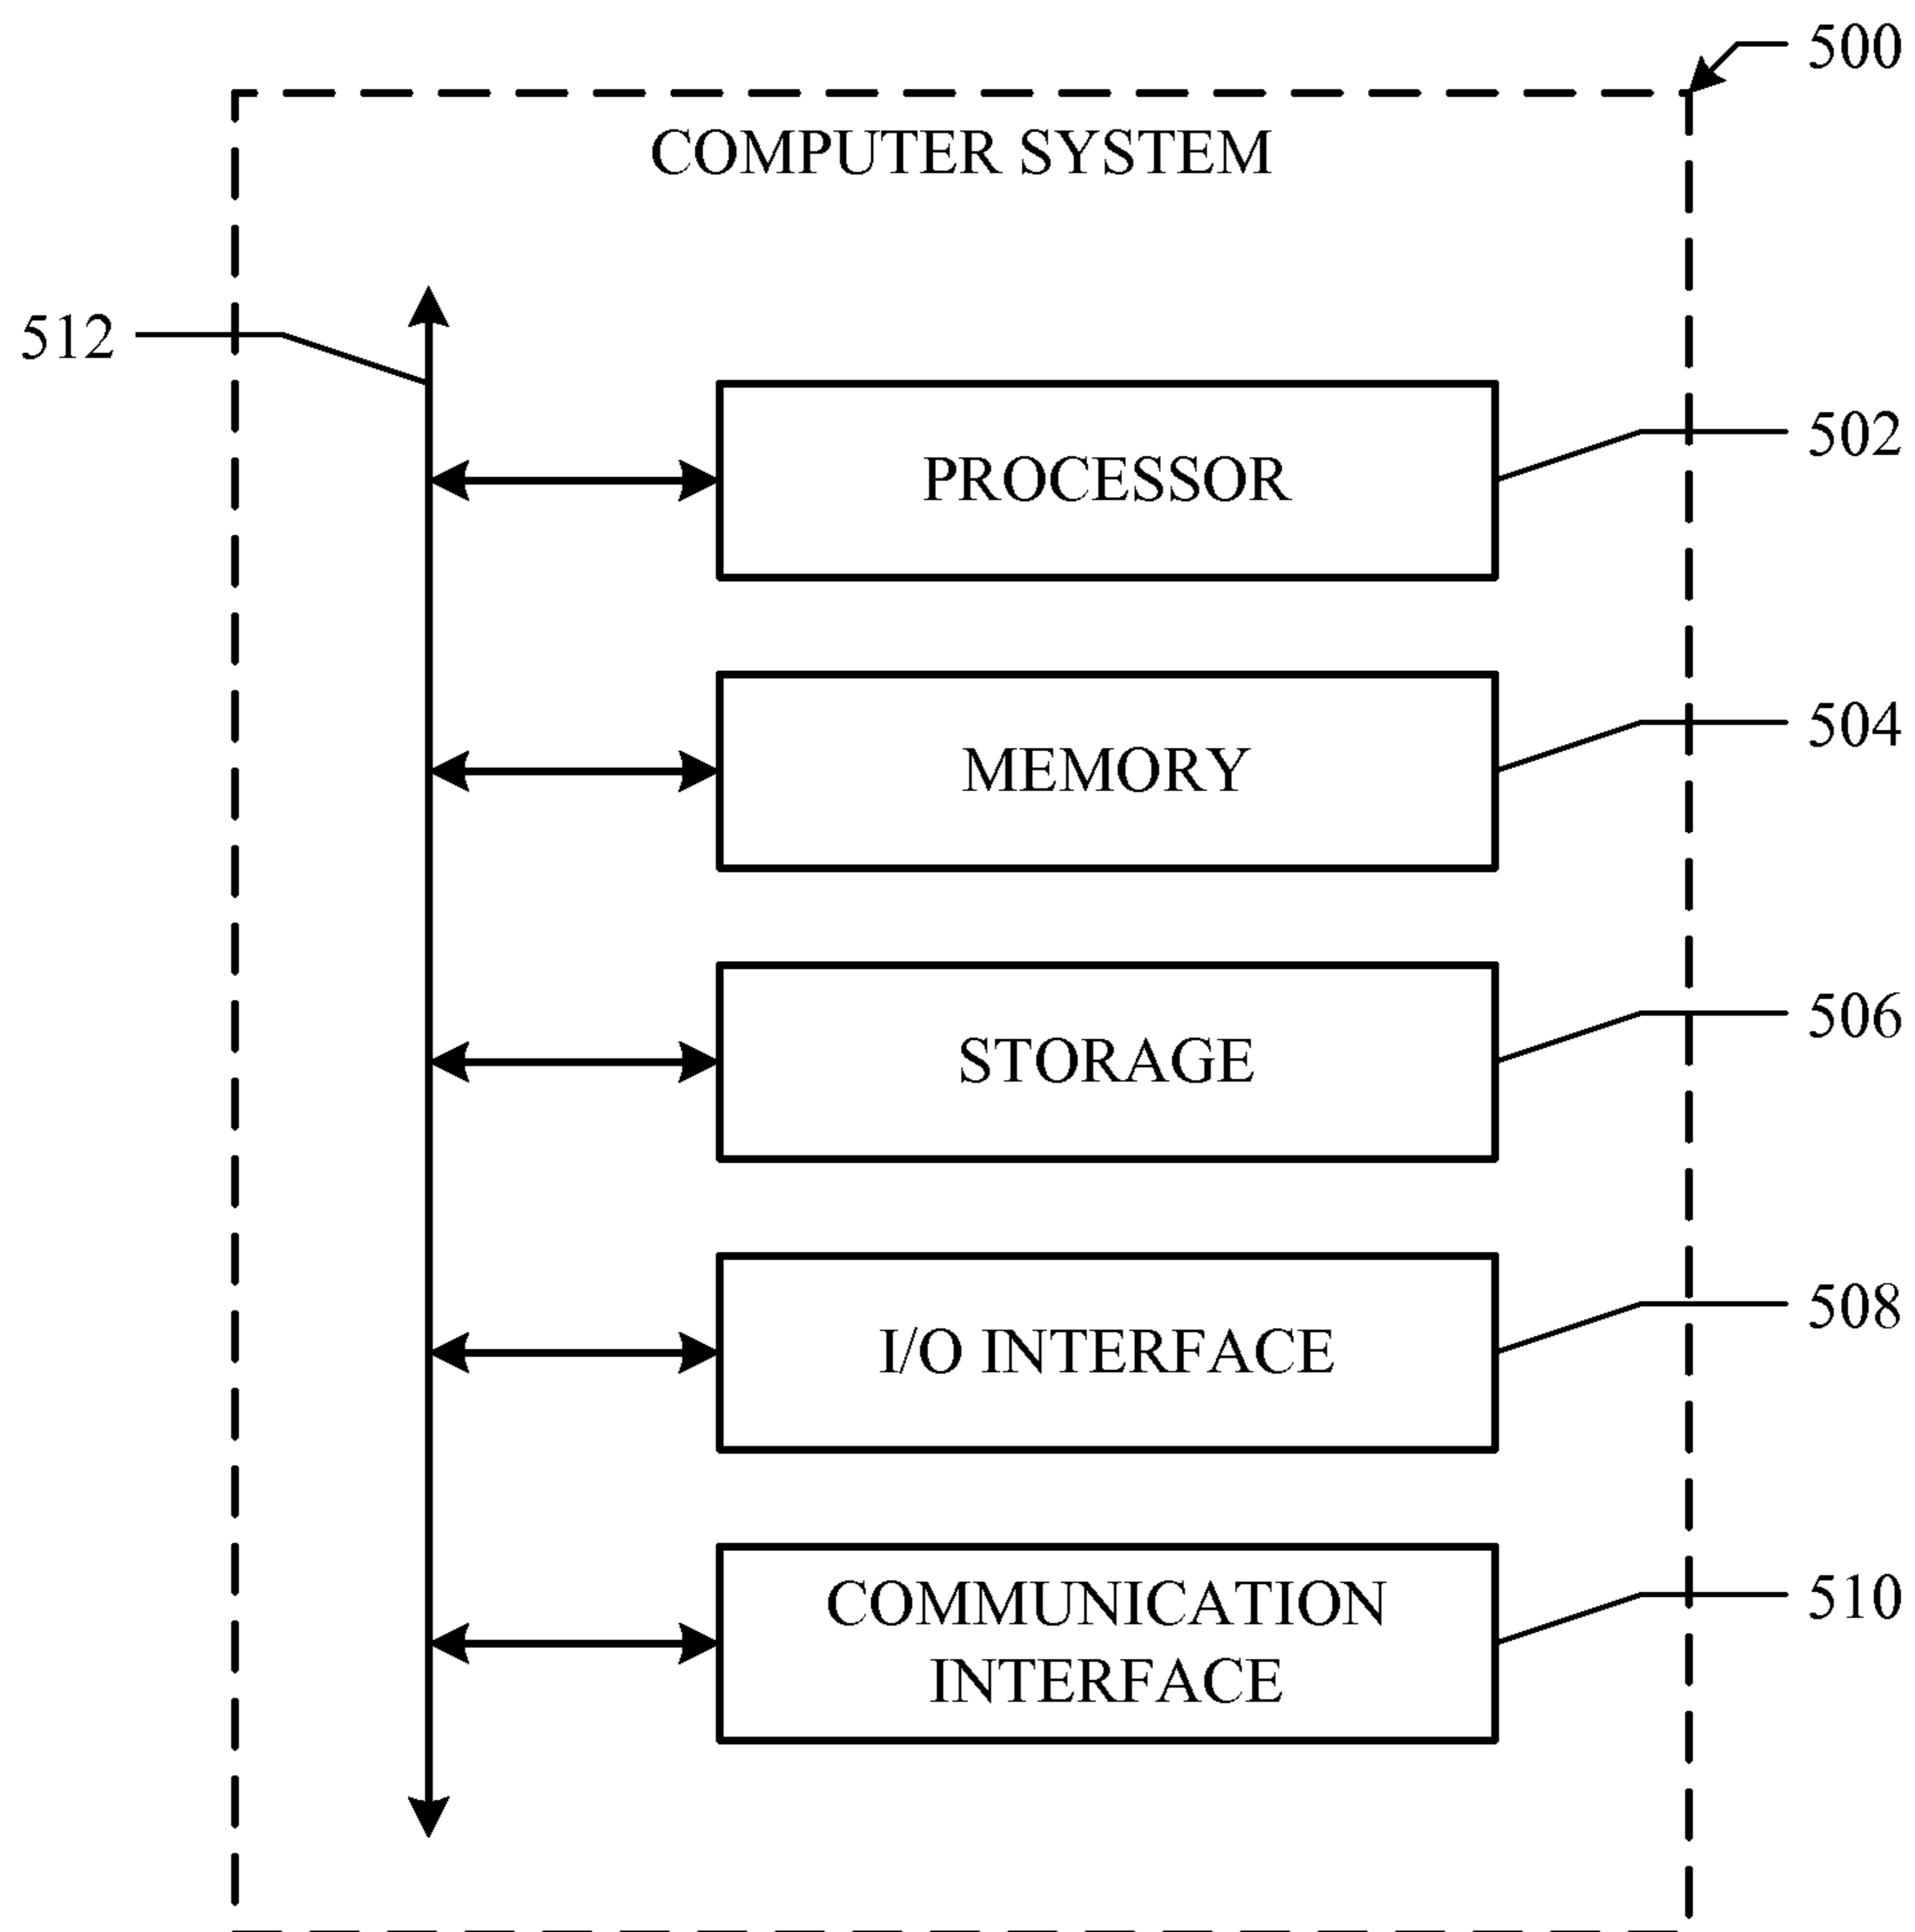 500
COMPUTER SYSTEM
512
502
PROCESSOR
504
MEMORY
506
STORAGE
508
I/O INTERFACE
510
COMMUNICATION
INTERFACE